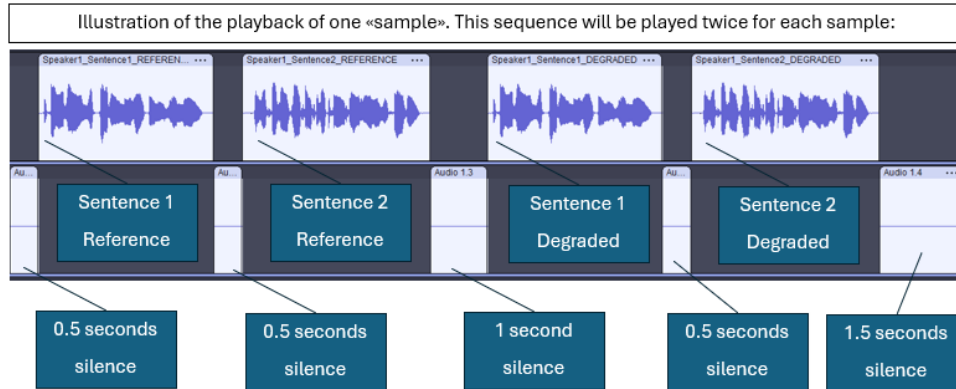 Illustration of the playback of one «sample». This sequence will be played twice for each sample:
Speaker1_Sentence1_REFEREN... ···
Speaker1_Sentence2_REFERENCE ···
Speaker1_Sentence1_DEGRADED ···
Speaker1_Sentence2_DEGRADED ···
Au...
Au...
Audio 1.3
Au...
Audio 1.4 ···
Sentence 1
Reference
Sentence 2
Reference
Sentence 1
Degraded
Sentence 2
Degraded
0.5 seconds
silence
0.5 seconds
silence
1 second
silence
0.5 seconds
silence
1.5 seconds
silence